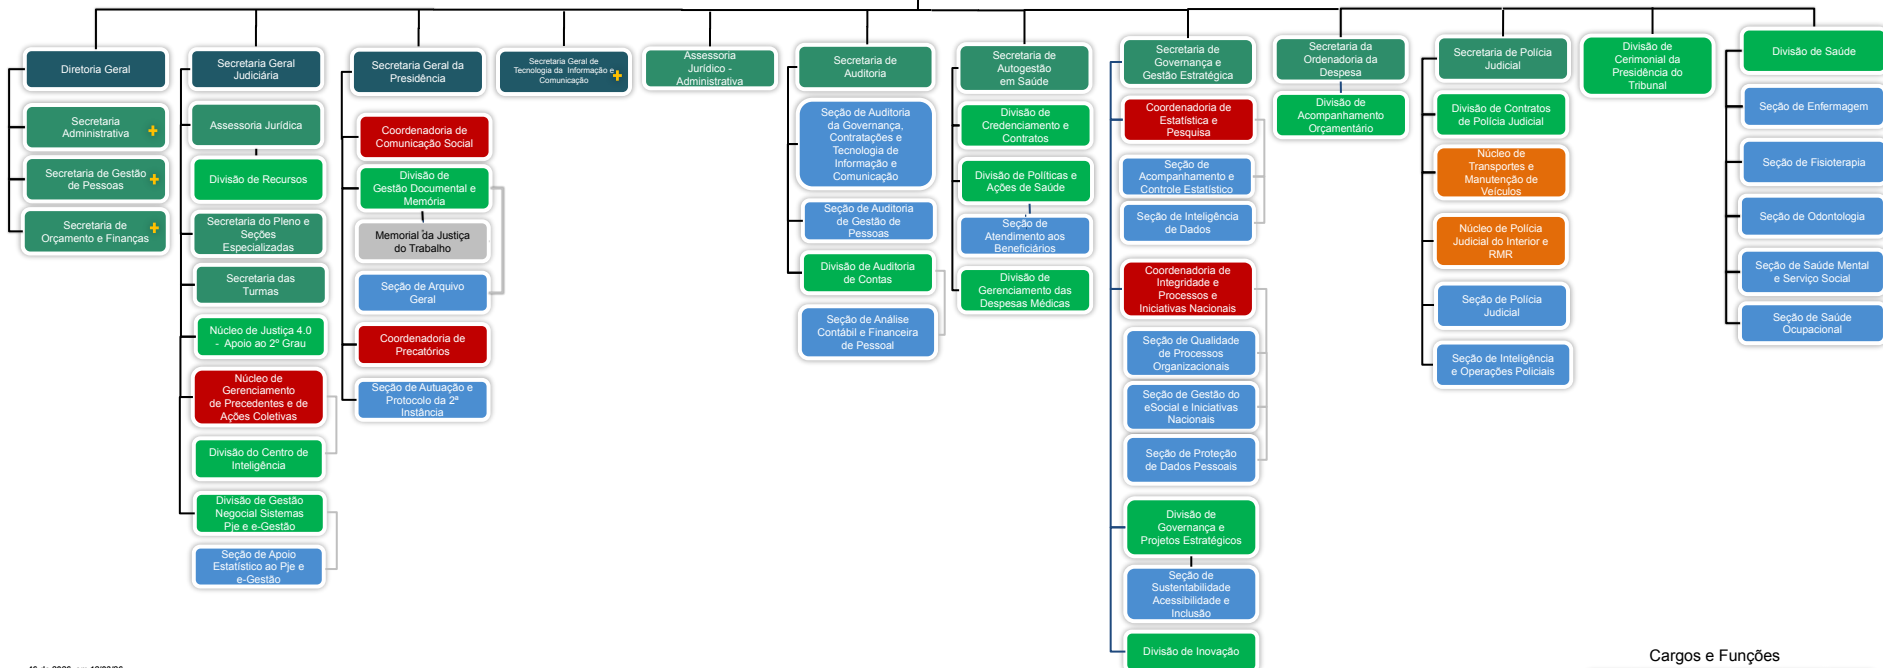 Diretoria Geral
Secretaria
Administrativa
Secretaria de Gestão
de Pessoas
Secretaria de
Orçamento e Finanças
Secretaria Geral
Judiciária
Assessoria Jurídica
Divisão de Recursos
Secretaria do Pleno e
Seções
Especializadas
Secretaria das
Turmas
Núcleo de Justiça 4.0
- Apoio ao 2º Grau
Núcleo de
Gerenciamento
de Precedentes e de
Ações Coletivas
Divisão do Centro de
Inteligência
Divisão de Gestão
Negocial Sistemas
Pje e e-Gestão
Seção de Apoio
Estatístico ao Pje e
e-Gestão
Secretaria Geral da
Presidência
Coordenadoria de
Comunicação Social
Divisão de
Gestão Documental e
Memória
Memorial da Justiça
do Trabalho
Seção de Arquivo
Geral
Coordenadoria de
Precatórios
Seção de Autuação e
Protocolo da 2ª
Instância
Secretaria Geral de
Tecnologia da Informação e
Comunicação
Assessoria
Jurídico -
Administrativa
Secretaria de
Auditoria
Seção de Auditoria
da Governança,
Contratações e
Tecnologia de
Informação e
Comunicação
Seção de Auditoria
de Gestão de
Pessoas
Divisão de Auditoria
de Contas
Seção de Análise
Contábil e Financeira
de Pessoal
Secretaria de
Autogestão
em Saúde
Divisão de
Credenciamento e
Contratos
Divisão de Políticas e
Ações de Saúde
Seção de
Atendimento aos
Beneficiários
Divisão de
Gerenciamento das
Despesas Médicas
Secretaria de
Governança e
Gestão Estratégica
Coordenadoria de
Estatística e
Pesquisa
Seção de
Acompanhamento e
Controle Estatístico
Seção de Inteligência
de Dados
Coordenadoria de
Integridade e
Processos e
Iniciativas Nacionais
Seção de Qualidade
de Processos
Organizacionais
Seção de Gestão do
eSocial e Iniciativas
Nacionais
Seção de Proteção
de Dados Pessoais
Divisão de
Governança e
Projetos Estratégicos
Seção de
Sustentabilidade
Acessibilidade e
Inclusão
Divisão de Inovação
Secretaria da
Ordenadoria da
Despesa
Divisão de
Acompanhamento
Orçamentário
Secretaria de Polícia
Judicial
Divisão de Contratos
de Polícia Judicial
Núcleo de
Transportes e
Manutenção de
Veículos
Núcleo de Polícia
Judicial do Interior e
RMR
Seção de Polícia
Judicial
Seção de Inteligência
e Operações Policiais
Divisão de
Cerimonial da
Presidência do
Tribunal
Divisão de Saúde
Seção de Enfermagem
Seção de Fisioterapia
Seção de Odontologia
Seção de Saúde Mental
e Serviço Social
Seção de Saúde
Ocupacional
Cargos e Funções